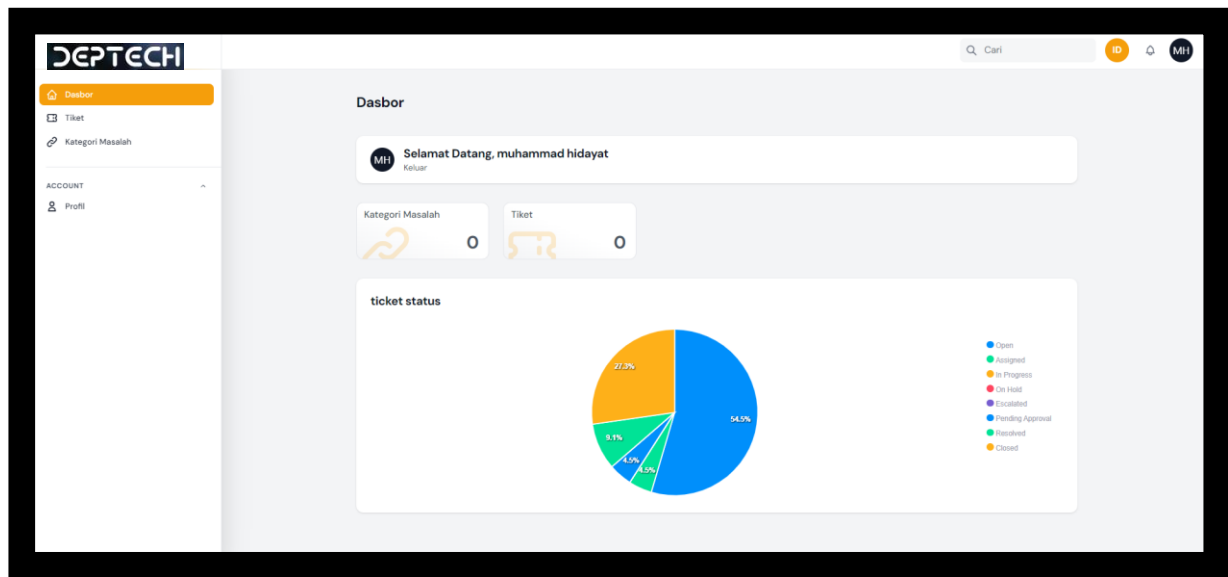 DEPTECH
Cari
ID
MH
Dasbor
Tiket
Kategori Masalah
ACCOUNT
Profil
Dasbor
MH
Selamat Datang, muhammad hidayat
Keluar
Kategori Masalah
0
Tiket
0
ticket status
27.3%
54.5%
9.1%
4.5%
4.5%
Open
Assigned
In Progress
On Hold
Escalated
Pending Approval
Resolved
Closed